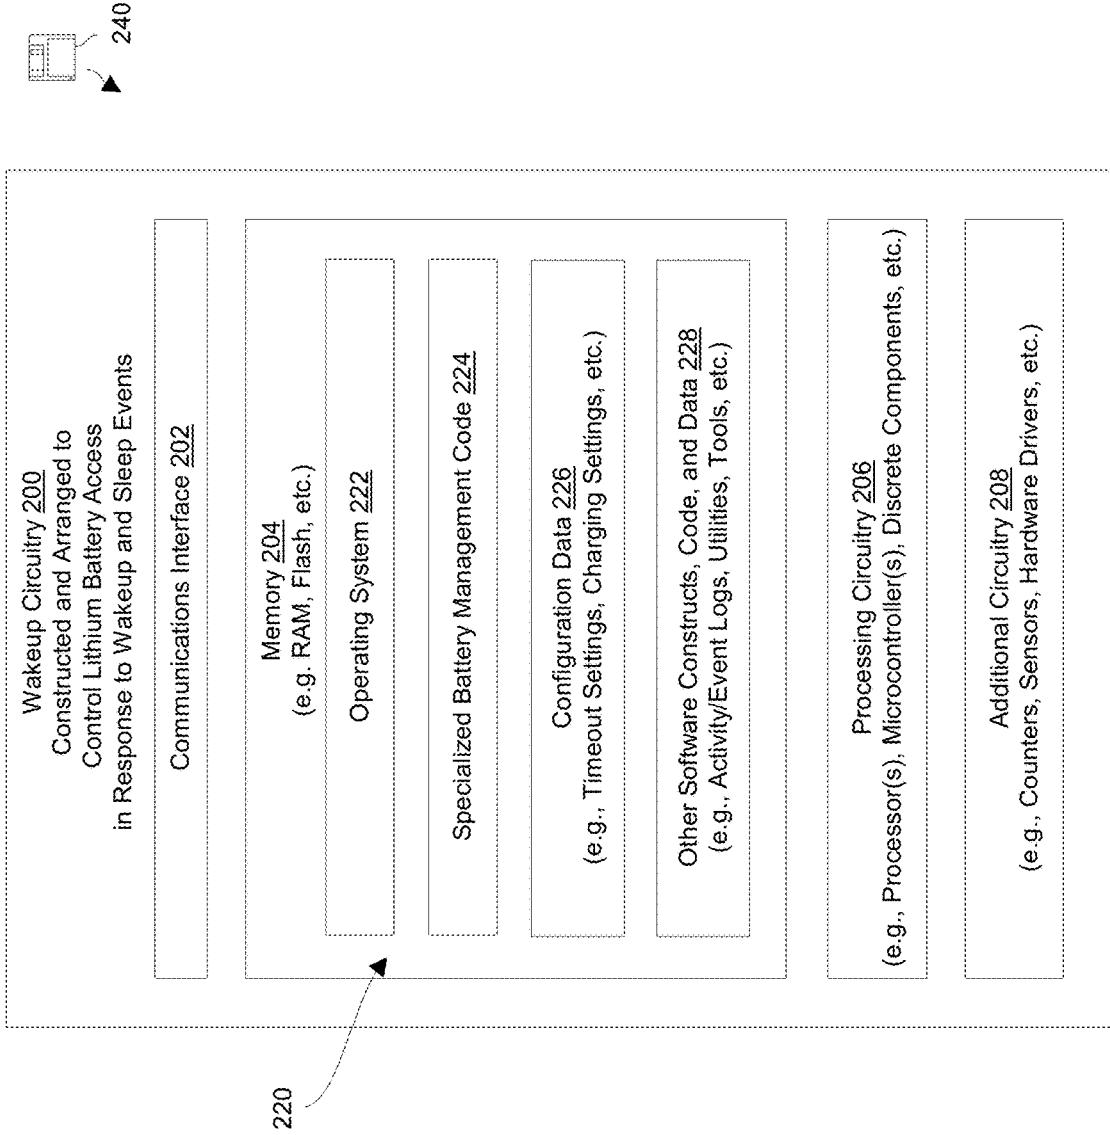 240
Wakeup Circuitry 200
Constructed and Arranged to
Control Lithium Battery Access
in Response to Wakeup and Sleep Events
Communications Interface 202
Memory 204
(e.g. RAM, Flash, etc.)
Operating System 222
Specialized Battery Management Code 224
Configuration Data 226
(e.g., Timeout Settings, Charging Settings, etc.)
Other Software Constructs, Code, and Data 228
(e.g., Activity/Event Logs, Utilities, Tools, etc.)
Processing Circuitry 206
(e.g., Processor(s), Microcontroller(s), Discrete Components, etc.)
Additional Circuitry 208
(e.g., Counters, Sensors, Hardware Drivers, etc.)
220